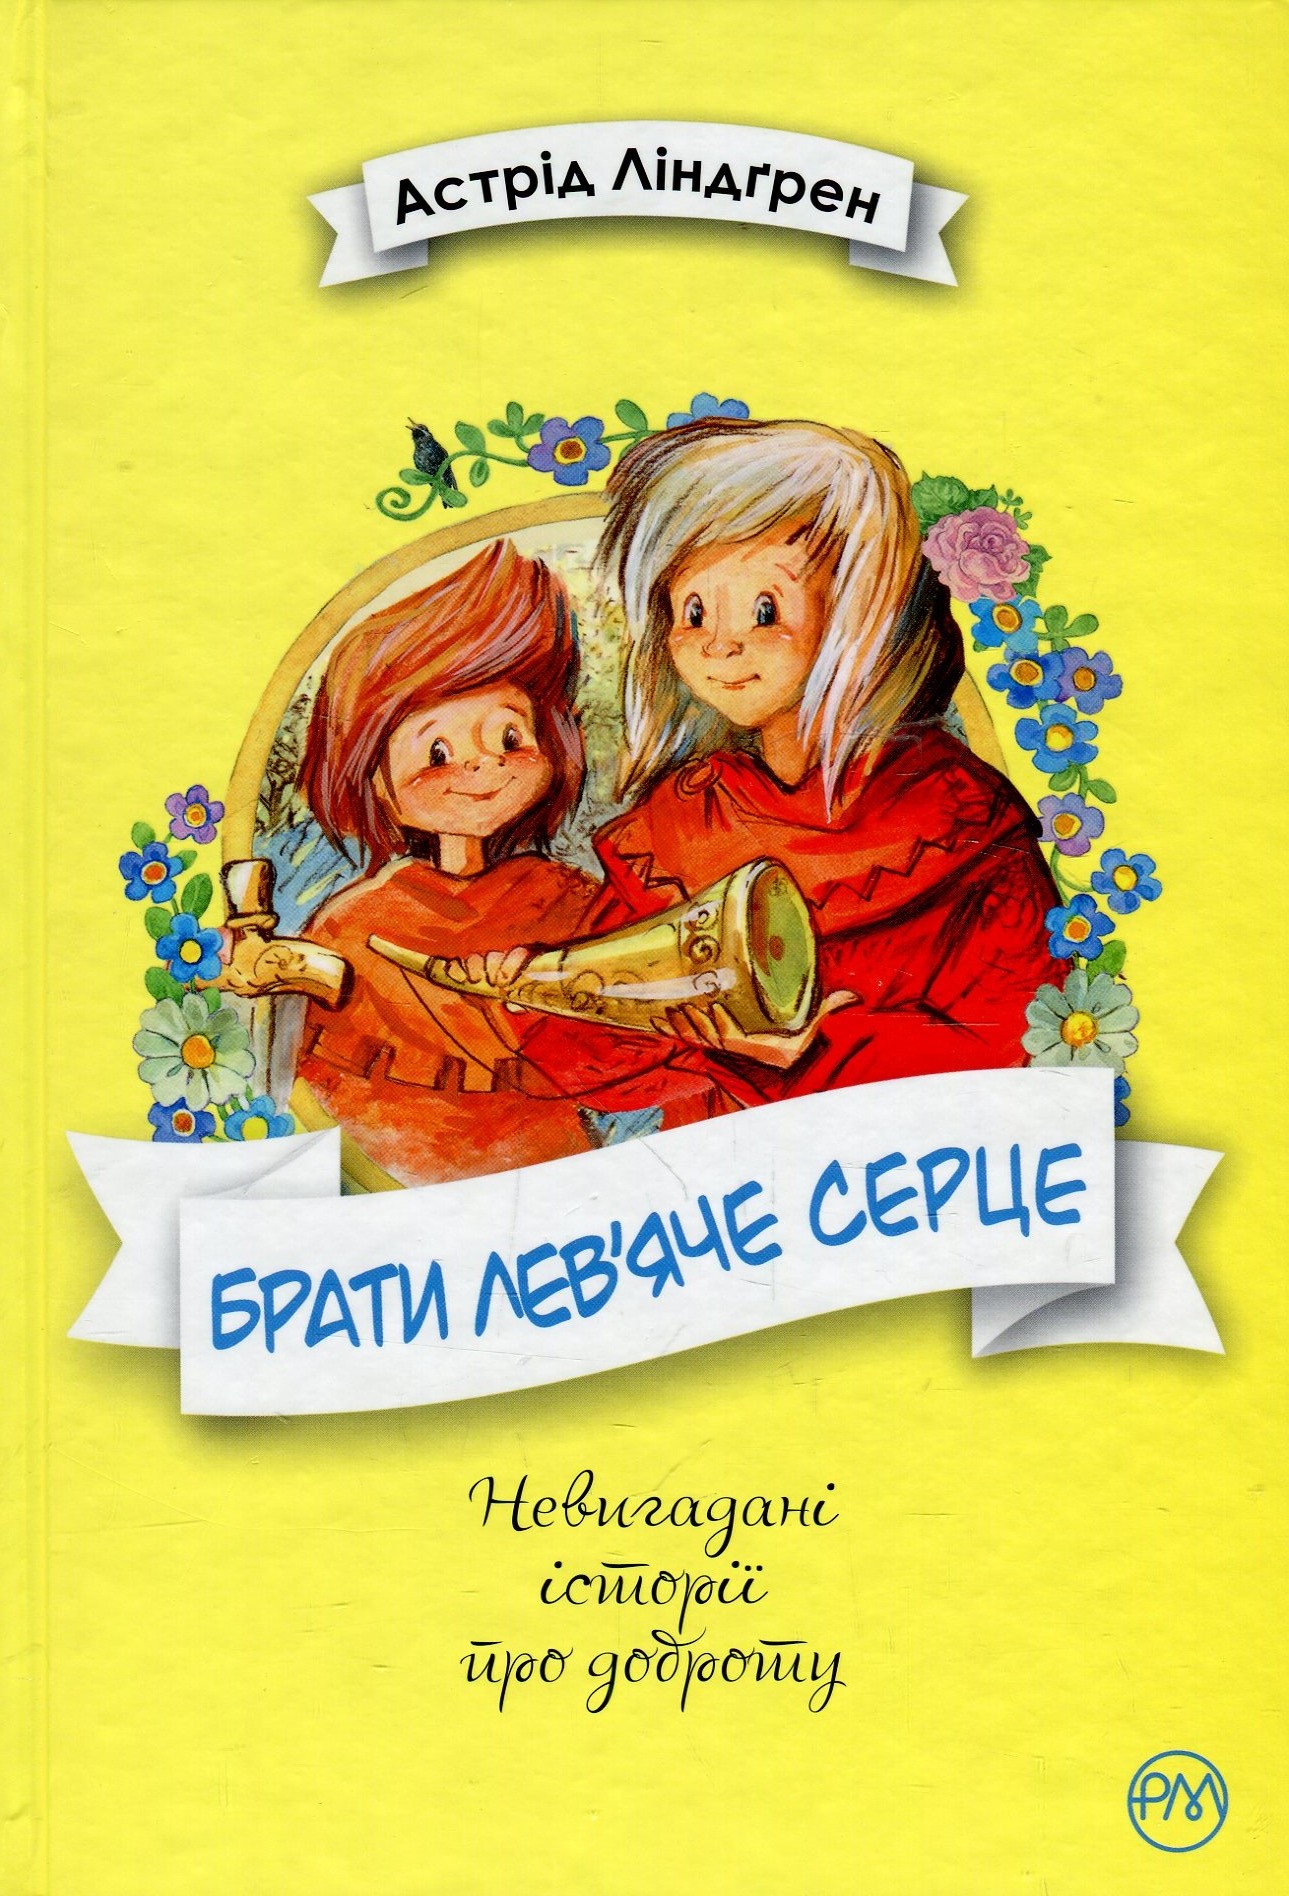 Астрід Ліндґрен
БРАТИ ЛЕВ'ЯЧЕ СЕРЦЕ
Невигадані
історії
про доброту
РМ